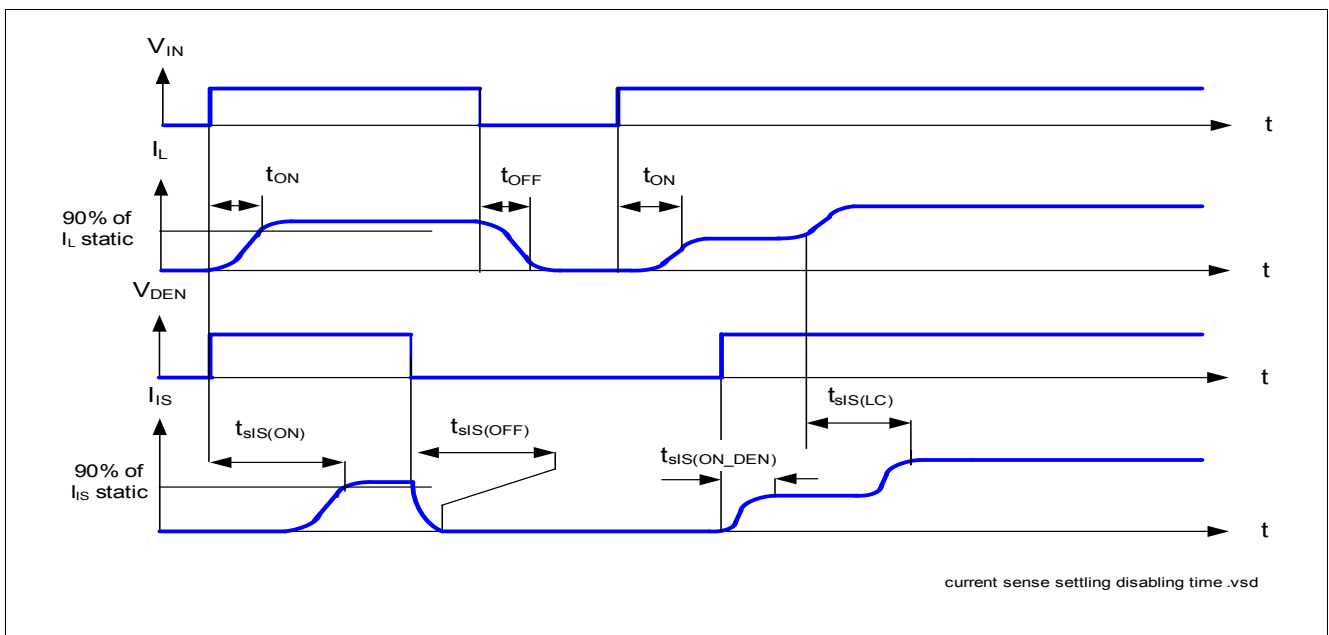 VIN
t
IL
tON
tOFF
tON
90% of
IL static
t
VDEN
t
IIS
tsIS(ON)
tsIS(OFF)
tsIS(LC)
tsIS(ON_DEN)
90% of
IIS static
t
current sense settling disabling time .vsd